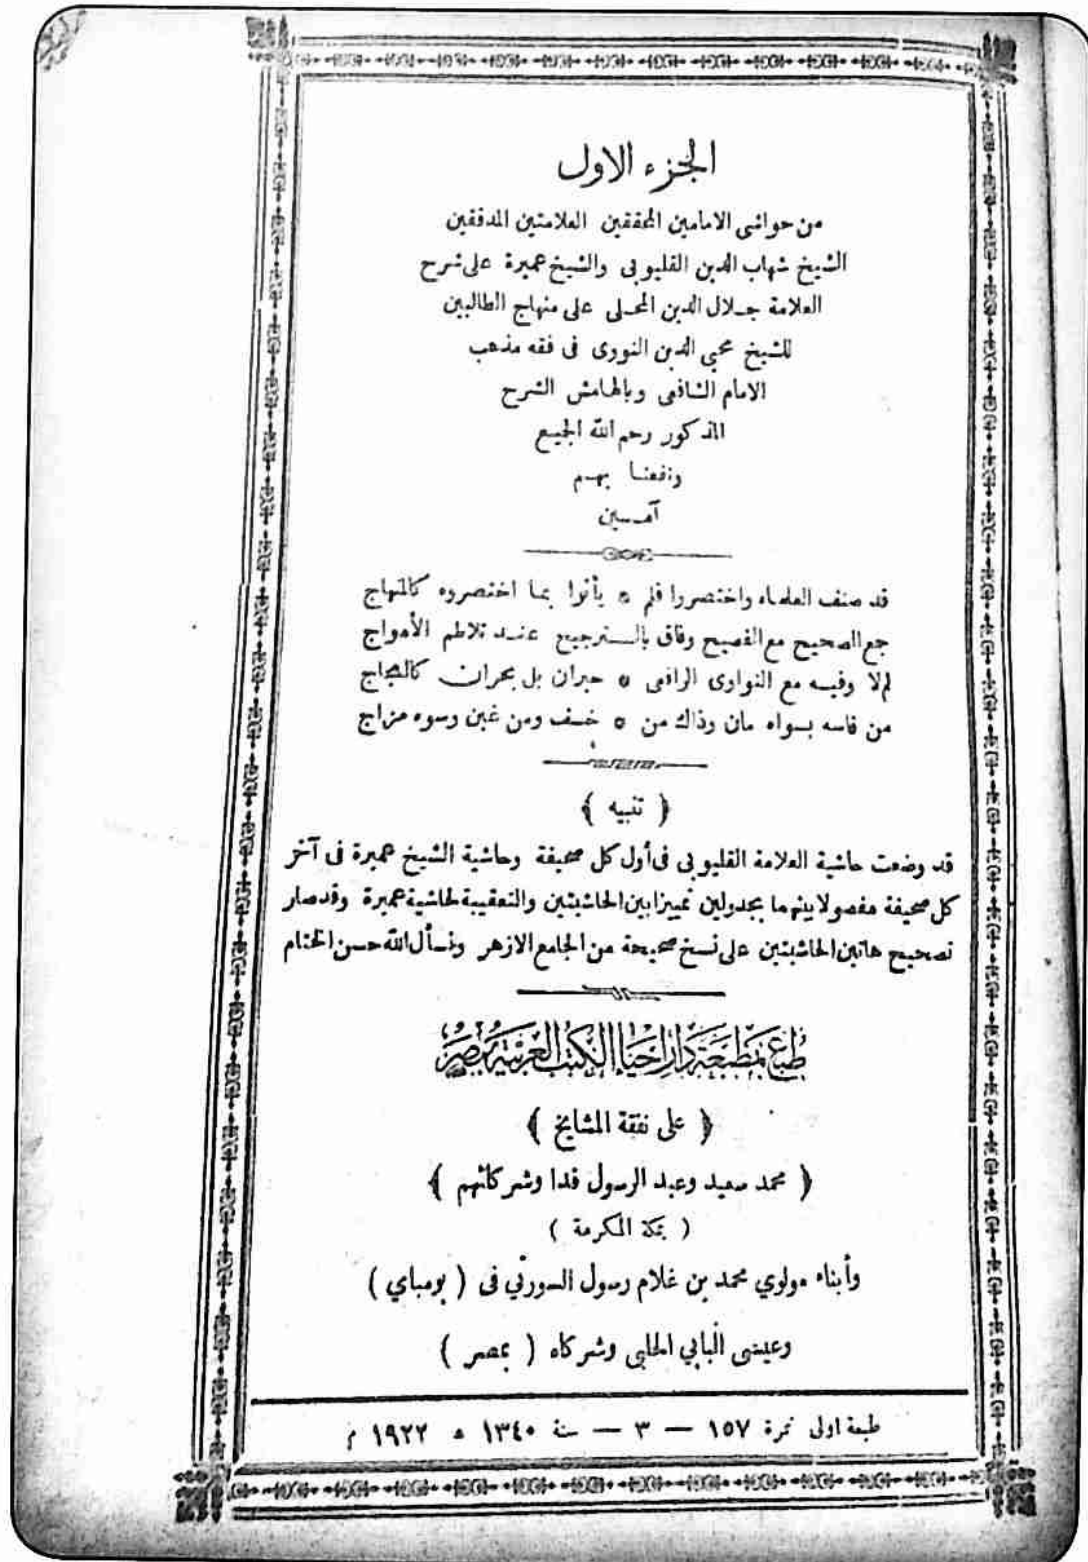 الجزء الاول
من حواشى الامامين المحققين العلامتين المدققين
الشيخ شهاب الدين القليوبى والشيخ عميرة على شرح
العلامة جلال الدين المحلى على منهاج الطالبين
للشيخ محيى الدين النووى فى فقه مذهب
الامام الشافعى وبالهامش الشرح
المذكور رحم الله الجميع
ونفعنا بهم
آمين
قد صنف العلماء واختصروا فلم * يأتوا بما اختصروه كالمنهاج
جمع الصحيح مع الفصيح وفاق بالترجيح عند تلاطم الأمواج
لم لا وفيه مع النواوى الرافعى * حبران بل بحران كالعجاج
من قاسه بسواه مان وذاك من * خسف ومن غبن وسوء مزاج
﴿ تنبيه ﴾
قد وضعت حاشية العلامة القليوبى فى أول كل صحيفة وحاشية الشيخ عميرة فى آخر
كل صحيفة مفصولا بينهما بجدولين تمييزا بين الحاشيتين والتعقيبة لحاشية عميرة وقد صار
تصحيح هاتين الحاشيتين على نسخ صحيحة من الجامع الازهر ونسأل الله حسن الختام
طبع بمطبعة دار إحياء الكتب العربية بمصر
﴿ على نفقة المشايخ ﴾
﴿ محمد سعيد وعبد الرسول فدا وشركائهم ﴾
( بمكة المكرمة )
وأبناء مولوي محمد بن غلام رسول السورتي فى ( بومباي )
وعيسى البابي الحلبى وشركاه ( بمصر )
طبعة اولى نمرة ١٥٧ — ٣ — سنة ١٣٤٠ ه ١٩٢٢ م